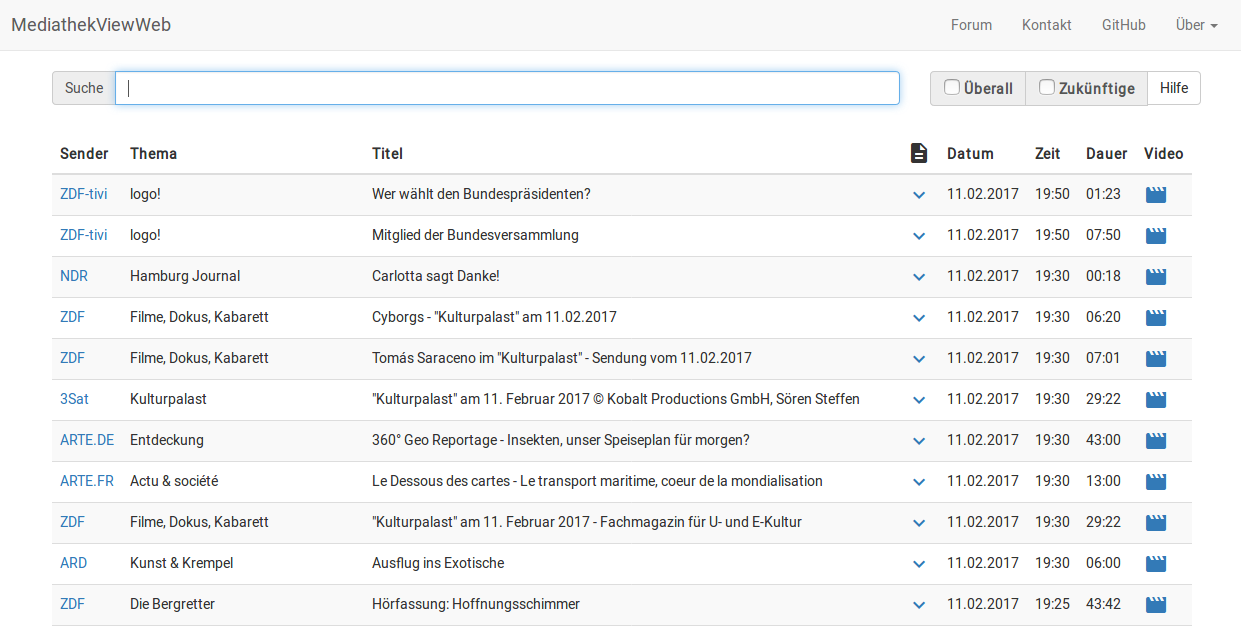 MediathekViewWeb Forum Kontakt GitHub Über
Suche Überall Zukünftige Hilfe
Sender Thema Titel Datum Zeit Dauer Video
ZDF-tivi logo! Wer wählt den Bundespräsidenten? 11.02.2017 19:50 01:23
ZDF-tivi logo! Mitglied der Bundesversammlung 11.02.2017 19:50 07:50
NDR Hamburg Journal Carlotta sagt Danke! 11.02.2017 19:30 00:18
ZDF Filme, Dokus, Kabarett Cyborgs - "Kulturpalast" am 11.02.2017 11.02.2017 19:30 06:20
ZDF Filme, Dokus, Kabarett Tomás Saraceno im "Kulturpalast" - Sendung vom 11.02.2017 11.02.2017 19:30 07:01
3Sat Kulturpalast "Kulturpalast" am 11. Februar 2017 © Kobalt Productions GmbH, Sören Steffen 11.02.2017 19:30 29:22
ARTE.DE Entdeckung 360° Geo Reportage - Insekten, unser Speiseplan für morgen? 11.02.2017 19:30 43:00
ARTE.FR Actu & société Le Dessous des cartes - Le transport maritime, coeur de la mondialisation 11.02.2017 19:30 13:00
ZDF Filme, Dokus, Kabarett "Kulturpalast" am 11. Februar 2017 - Fachmagazin für U- und E-Kultur 11.02.2017 19:30 29:22
ARD Kunst & Krempel Ausflug ins Exotische 11.02.2017 19:30 06:00
ZDF Die Bergretter Hörfassung: Hoffnungsschimmer 11.02.2017 19:25 43:42